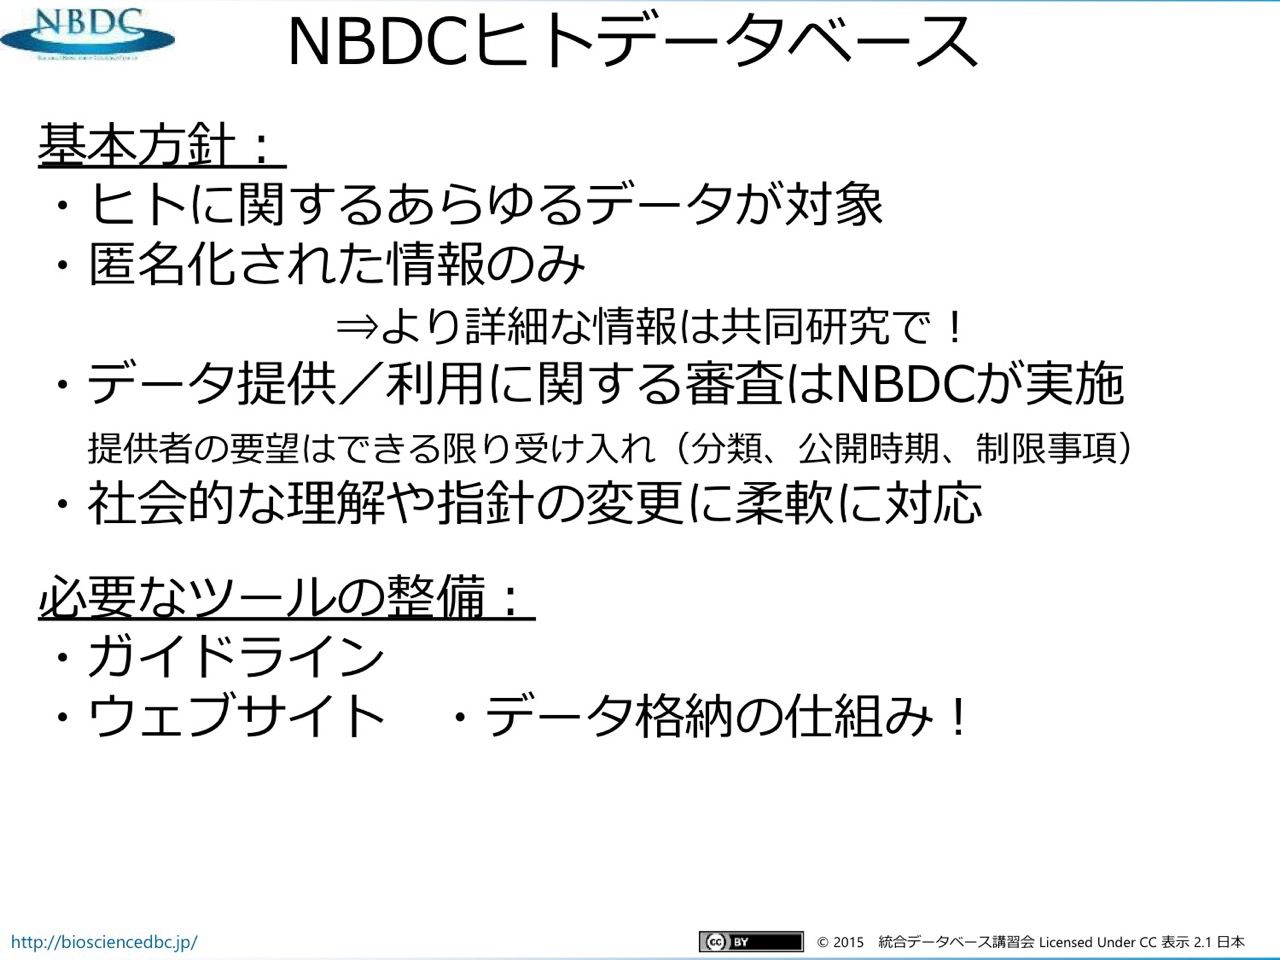 NBDC
NBDCヒトデータベース
基本方針：
・ヒトに関するあらゆるデータが対象
・匿名化された情報のみ
⇒より詳細な情報は共同研究で！
・データ提供／利用に関する審査はNBDCが実施
提供者の要望はできる限り受け入れ（分類、公開時期、制限事項）
・社会的な理解や指針の変更に柔軟に対応
必要なツールの整備：
・ガイドライン
・ウェブサイト　・データ格納の仕組み！
http://biosciencedbc.jp/
cc BY
© 2015　統合データベース講習会 Licensed Under CC 表示 2.1 日本